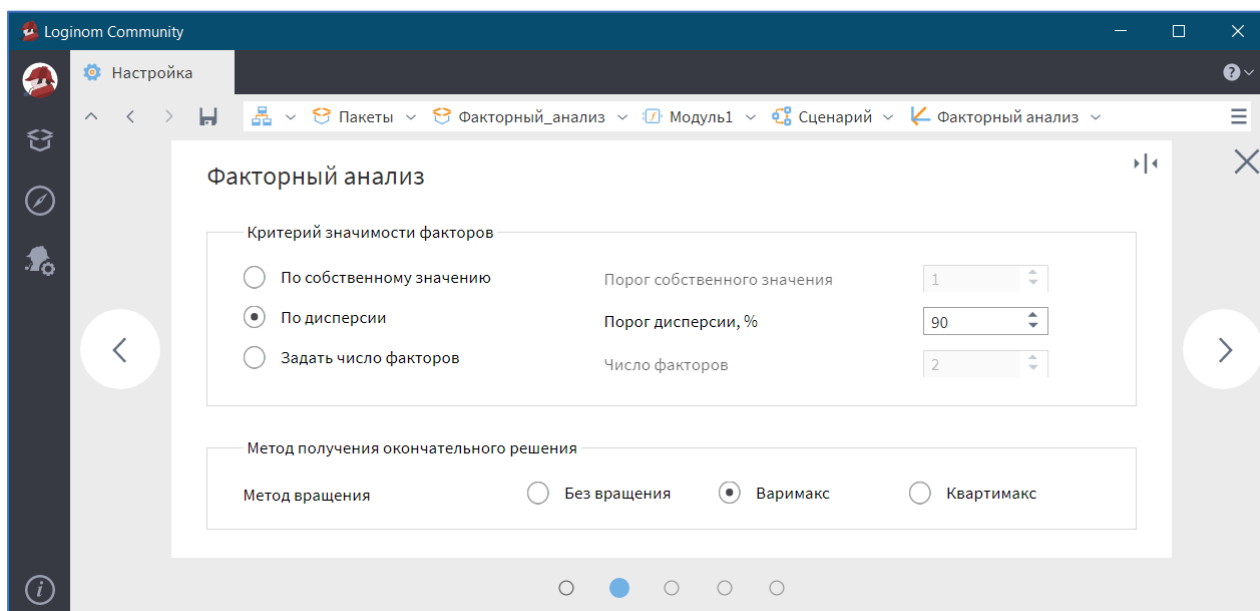 Loginom Community
Настройка
Пакеты Факторный_анализ Модуль1 Сценарий Факторный анализ
Факторный анализ
Критерий значимости факторов
По собственному значению Порог собственного значения 1
По дисперсии Порог дисперсии, % 90
Задать число факторов Число факторов 2
Метод получения окончательного решения
Метод вращения Без вращения Варимакс Квартимакс